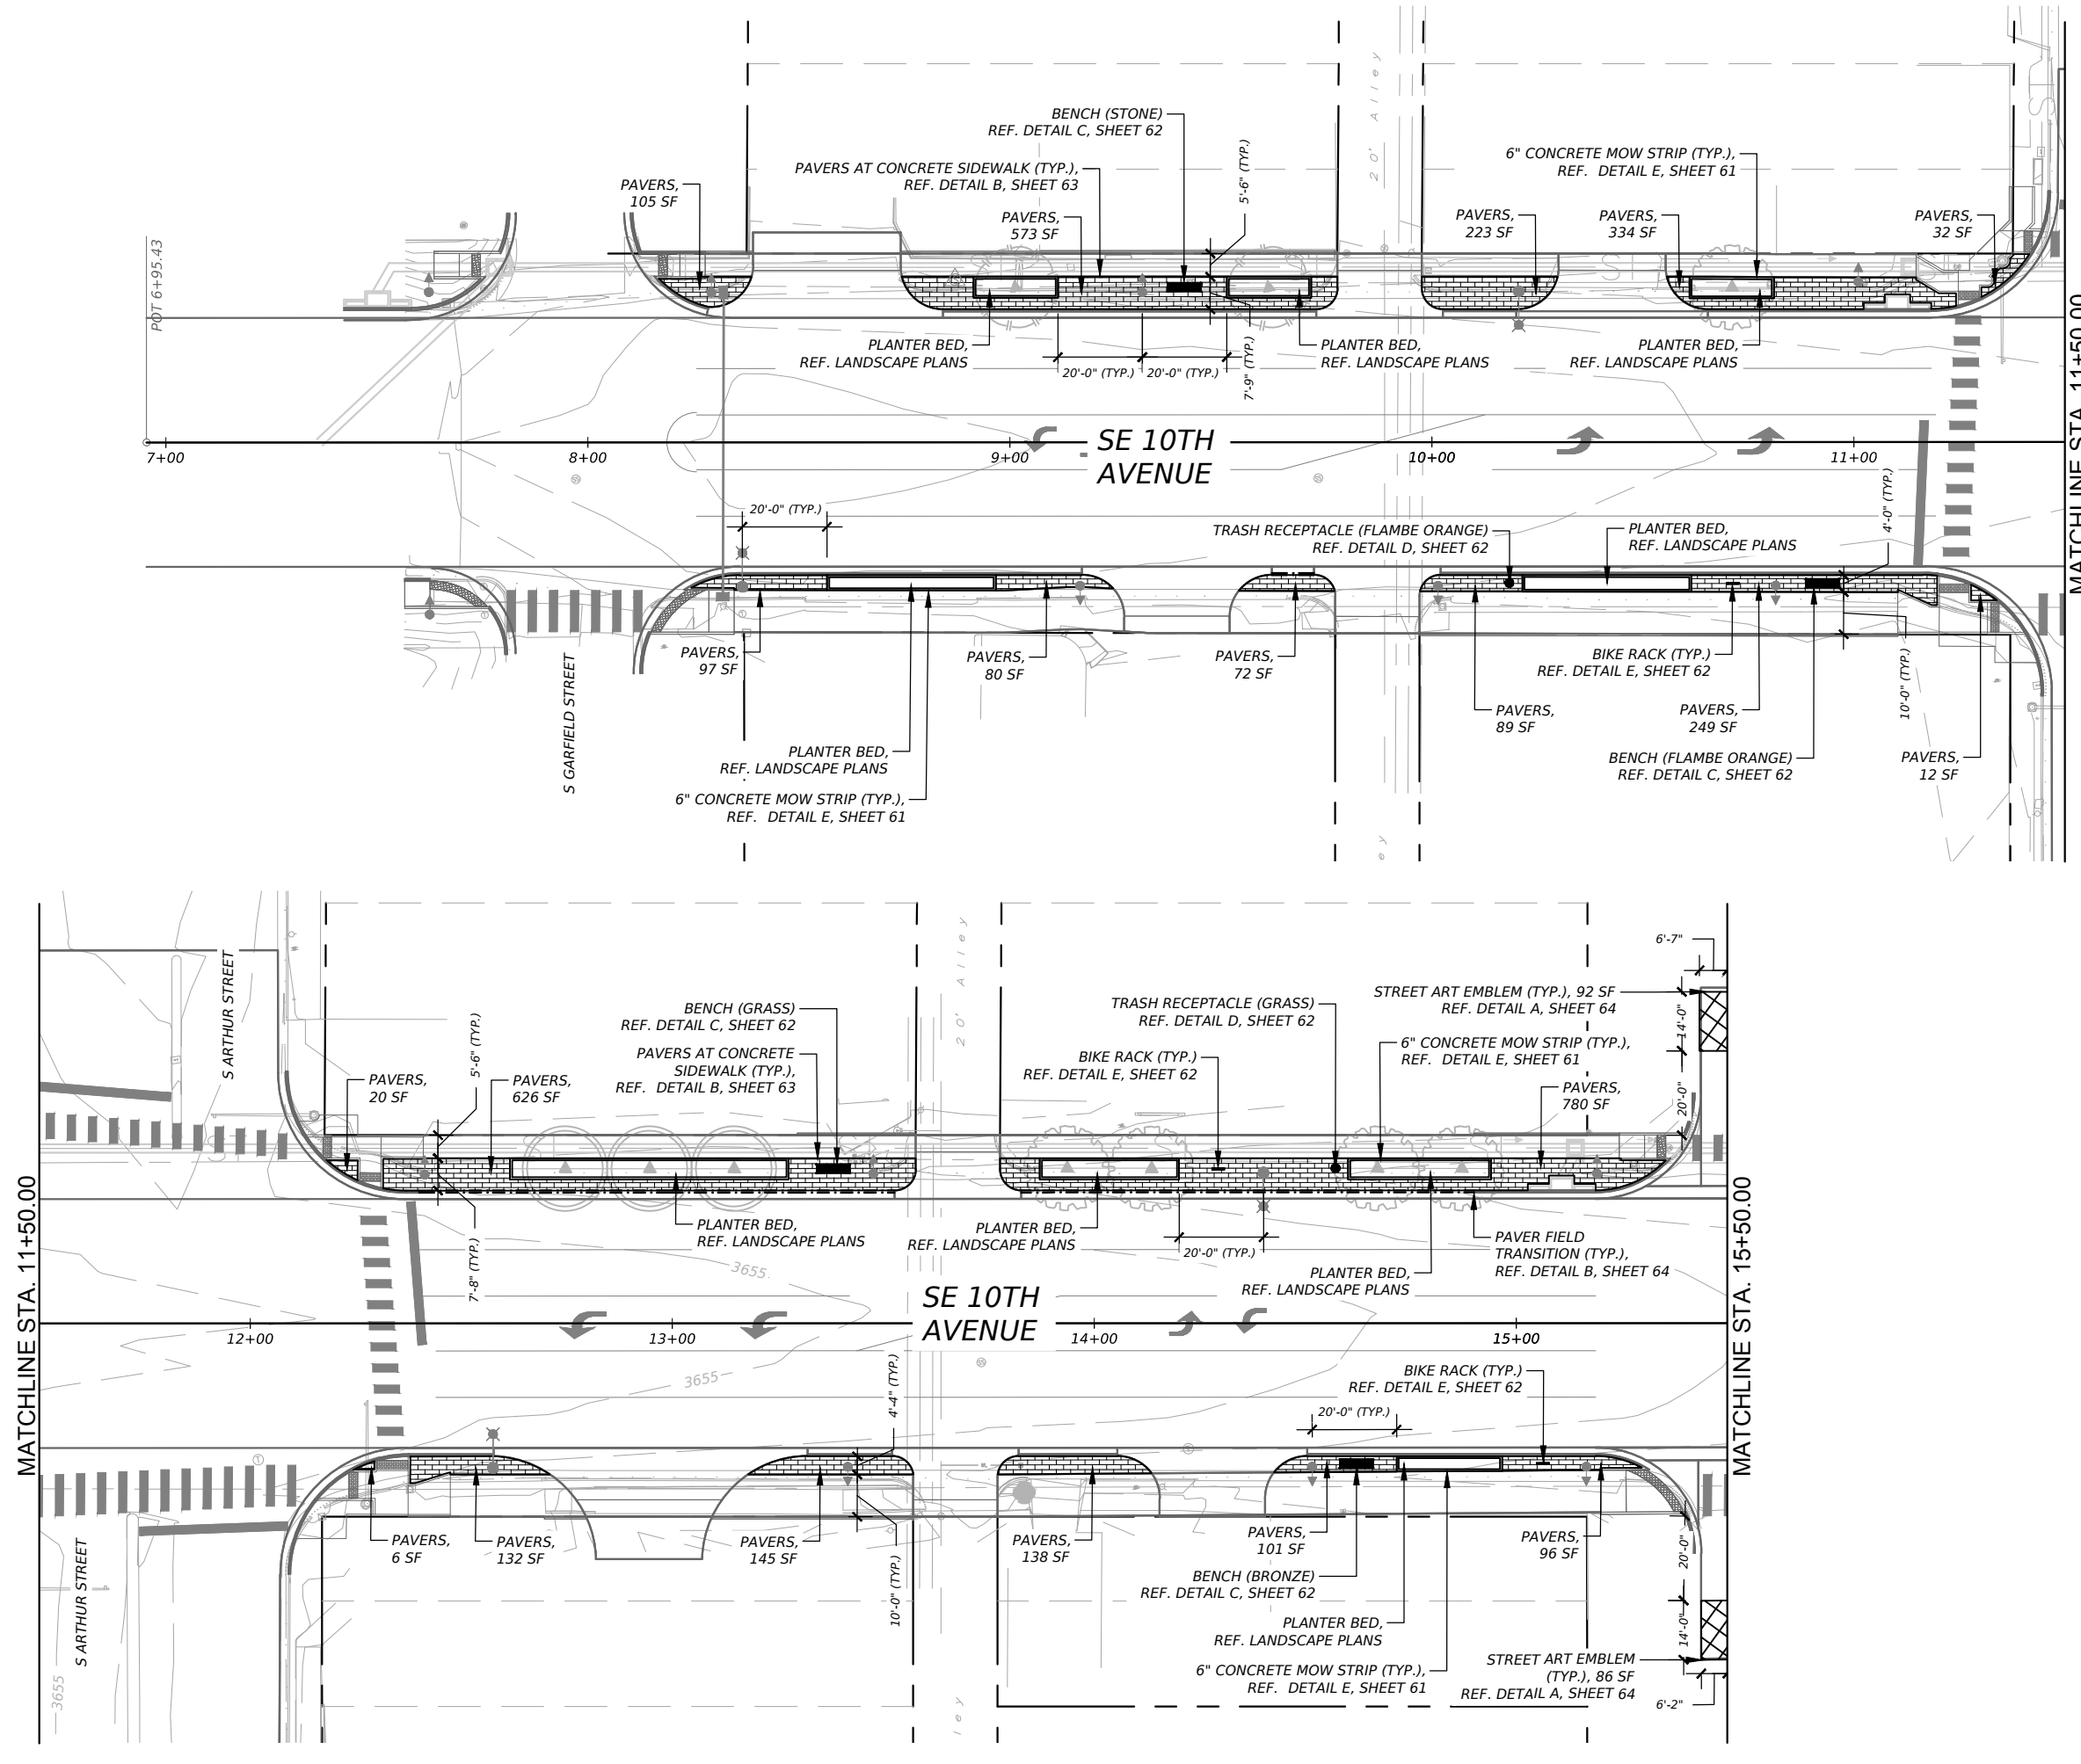 BENCH (STONE)
REF. DETAIL C, SHEET 62
PAVERS AT CONCRETE SIDEWALK (TYP.),
REF. DETAIL B, SHEET 63
PAVERS,
105 SF
PAVERS,
573 SF
5'-6" (TYP.)
20' Alley
6" CONCRETE MOW STRIP (TYP.),
REF. DETAIL E, SHEET 61
PAVERS,
223 SF
PAVERS,
334 SF
PAVERS,
32 SF
POT 6+95.43
PLANTER BED,
REF. LANDSCAPE PLANS
20'-0" (TYP.)
20'-0" (TYP.)
7'-9" (TYP.)
PLANTER BED,
REF. LANDSCAPE PLANS
PLANTER BED,
REF. LANDSCAPE PLANS
MATCHLINE STA. 11+50.00
7+00
8+00
9+00
SE 10TH
AVENUE
10+00
11+00
20'-0" (TYP.)
TRASH RECEPTACLE (FLAMBE ORANGE)
REF. DETAIL D, SHEET 62
PLANTER BED,
REF. LANDSCAPE PLANS
4'-0" (TYP.)
S GARFIELD STREET
PAVERS,
97 SF
PAVERS,
80 SF
PAVERS,
72 SF
BIKE RACK (TYP.)
REF. DETAIL E, SHEET 62
10'-0" (TYP.)
PAVERS,
89 SF
PAVERS,
249 SF
PLANTER BED,
REF. LANDSCAPE PLANS
BENCH (FLAMBE ORANGE)
REF. DETAIL C, SHEET 62
PAVERS,
12 SF
6" CONCRETE MOW STRIP (TYP.),
REF. DETAIL E, SHEET 61
ey
S ARTHUR STREET
20' Alley
6'-7"
BENCH (GRASS)
REF. DETAIL C, SHEET 62
TRASH RECEPTACLE (GRASS)
REF. DETAIL D, SHEET 62
STREET ART EMBLEM (TYP.), 92 SF
REF. DETAIL A, SHEET 64
14'-0"
5'-6" (TYP.)
PAVERS AT CONCRETE
SIDEWALK (TYP.),
REF. DETAIL B, SHEET 63
BIKE RACK (TYP.)
REF. DETAIL E, SHEET 62
6" CONCRETE MOW STRIP (TYP.),
REF. DETAIL E, SHEET 61
PAVERS,
20 SF
PAVERS,
626 SF
PAVERS,
780 SF
20'-0"
MATCHLINE STA. 11+50.00
7'-8" (TYP.)
PLANTER BED,
REF. LANDSCAPE PLANS
PLANTER BED,
REF. LANDSCAPE PLANS
20'-0" (TYP.)
PAVER FIELD
TRANSITION (TYP.),
REF. DETAIL B, SHEET 64
PLANTER BED,
REF. LANDSCAPE PLANS
MATCHLINE STA. 15+50.00
3655
12+00
13+00
SE 10TH
AVENUE
14+00
15+00
3655
4'-4" (TYP.)
BIKE RACK (TYP.)
REF. DETAIL E, SHEET 62
20'-0" (TYP.)
S ARTHUR STREET
PAVERS,
6 SF
PAVERS,
132 SF
PAVERS,
145 SF
10'-0" (TYP.)
PAVERS,
138 SF
PAVERS,
101 SF
PAVERS,
96 SF
20'-0"
BENCH (BRONZE)
REF. DETAIL C, SHEET 62
PLANTER BED,
REF. LANDSCAPE PLANS
14'-0"
6" CONCRETE MOW STRIP (TYP.),
REF. DETAIL E, SHEET 61
STREET ART EMBLEM
(TYP.), 86 SF
REF. DETAIL A, SHEET 64
6'-2"
3655
ley